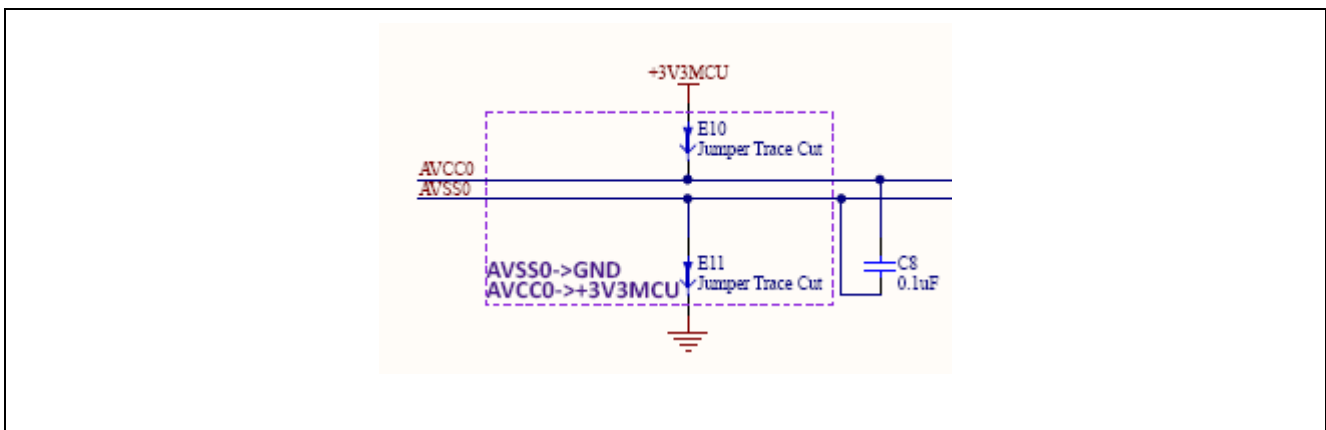 +3V3MCU
E10
Jumper Trace Cut
AVCC0
AVSS0
AVSS0->GND
AVCC0->+3V3MCU
E11
Jumper Trace Cut
C8
0.1uF